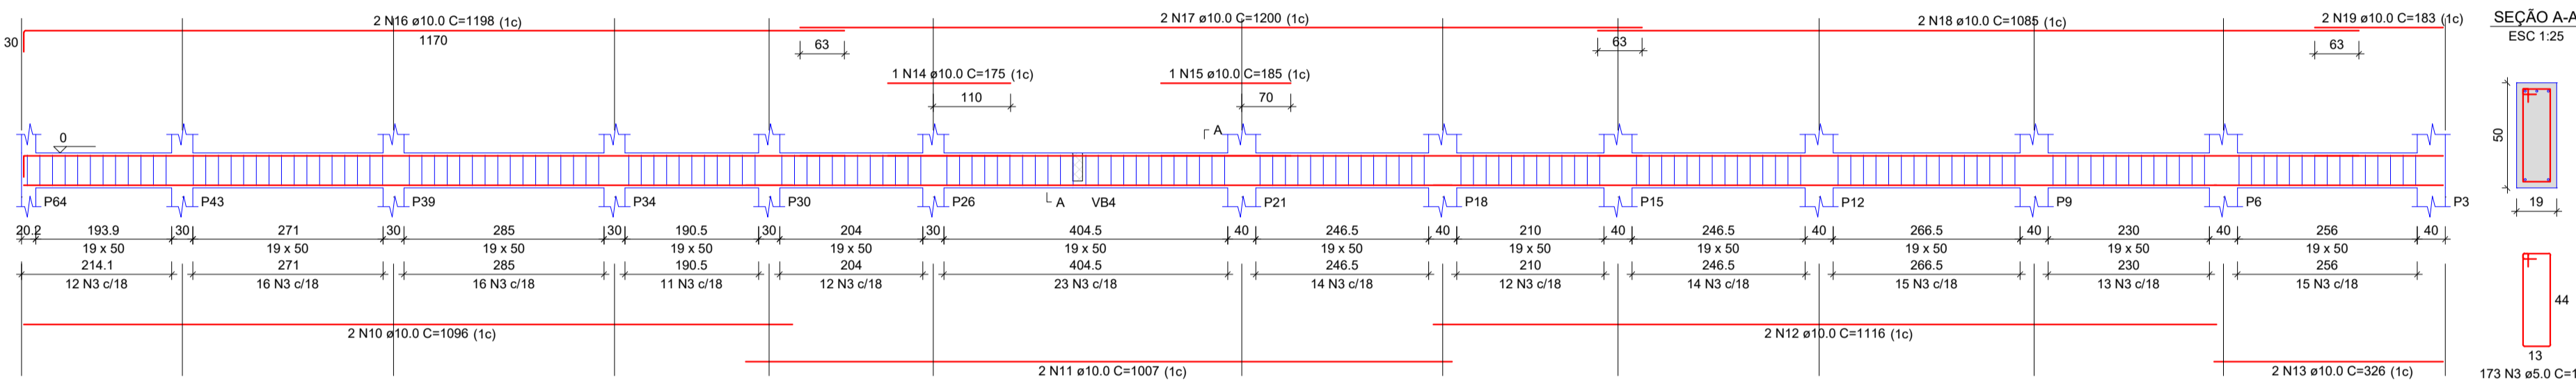 2 N16 ø10.0 C=1198 (1c)
2 N17 ø10.0 C=1200 (1c)
2 N18 ø10.0 C=1085 (1c)
2 N19 ø10.0 C=183 (1c)
SEÇÃO A-A
ESC 1:25
30
1170
63
63
63
1 N14 ø10.0 C=175 (1c)
1 N15 ø10.0 C=185 (1c)
110
70
0
A
50
P64
P43
P39
P34
P30
P26
A
VB4
P21
P18
P15
P12
P9
P6
P3
19
20.2 193.9 30 271 30 285 30 190.5 30 204 30 404.5 40 246.5 40 210 40 246.5 40 266.5 40 230 40 256 40
19 x 50 19 x 50 19 x 50 19 x 50 19 x 50 19 x 50 19 x 50 19 x 50 19 x 50 19 x 50 19 x 50 19 x 50
214.1 271 285 190.5 204 404.5 246.5 210 246.5 266.5 230 256
12 N3 c/18 16 N3 c/18 16 N3 c/18 11 N3 c/18 12 N3 c/18 23 N3 c/18 14 N3 c/18 12 N3 c/18 14 N3 c/18 15 N3 c/18 13 N3 c/18 15 N3 c/18
44
13
2 N10 ø10.0 C=1096 (1c)
2 N12 ø10.0 C=1116 (1c)
2 N11 ø10.0 C=1007 (1c)
2 N13 ø10.0 C=326 (1c)
173 N3 ø5.0